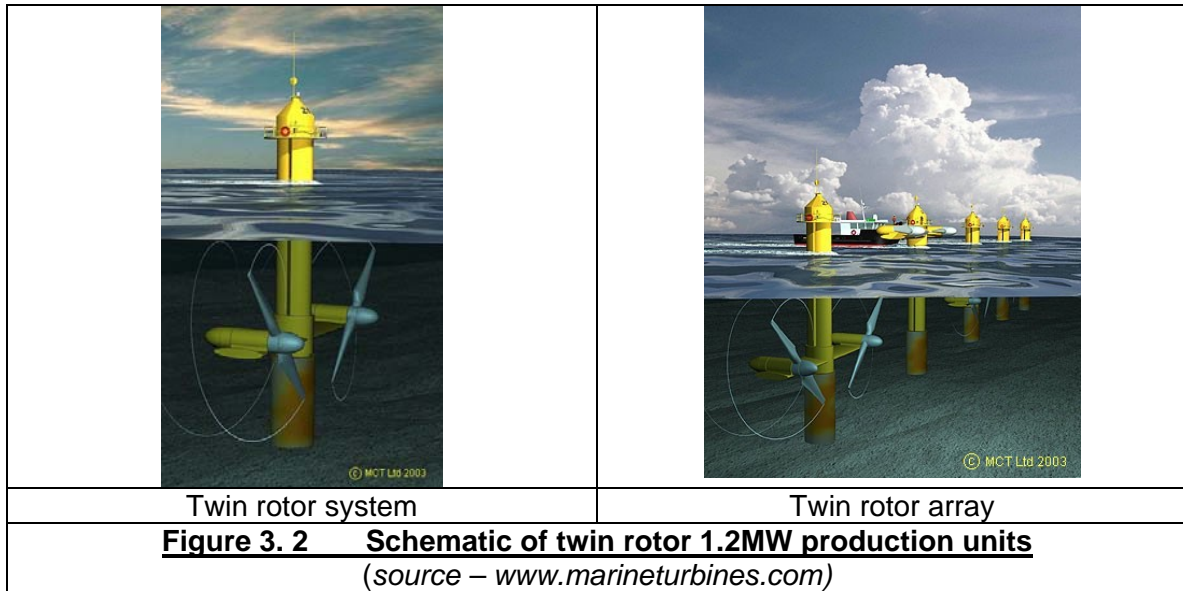 © MCT Ltd 2003
© MCT Ltd 2003
Twin rotor system
Twin rotor array
Figure 3. 2 Schematic of twin rotor 1.2MW production units
(source – www.marineturbines.com)